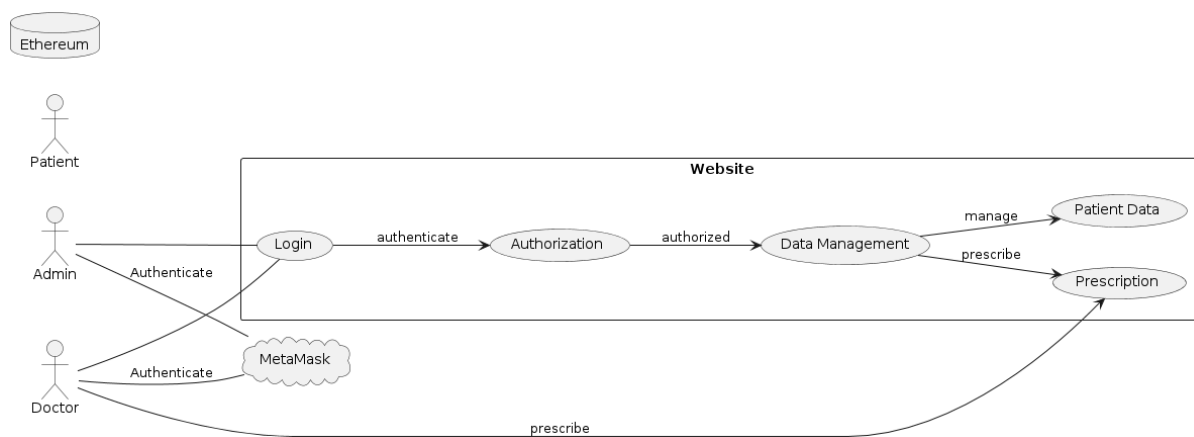 Ethereum
Patient
Website
Patient Data
manage
Login
authenticate
Authorization
authorized
Data Management
Admin
Authenticate
prescribe
Prescription
MetaMask
Authenticate
Doctor
prescribe